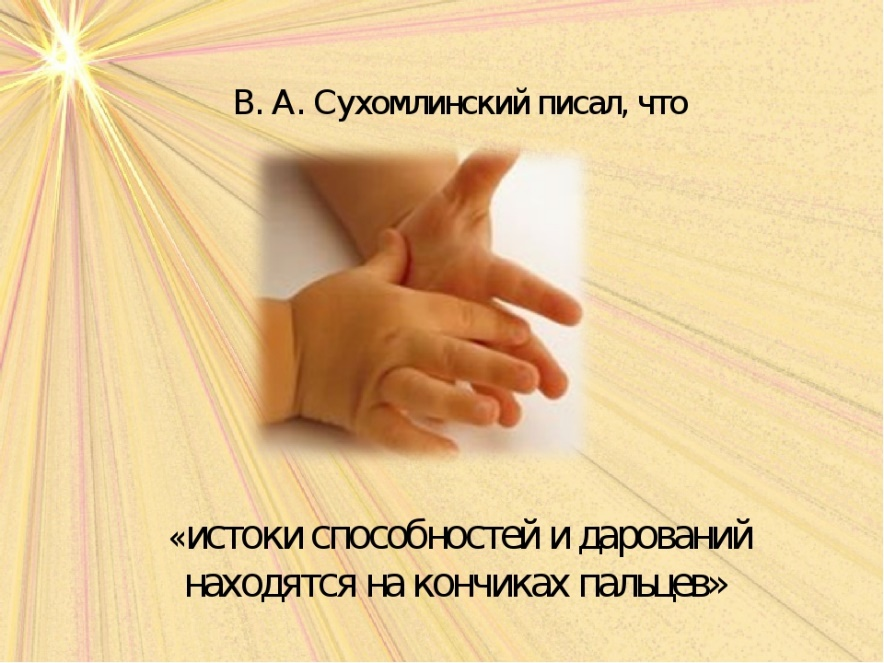 В. А. Сухомлинский писал, что
«истоки способностей и дарований
находятся на кончиках пальцев»